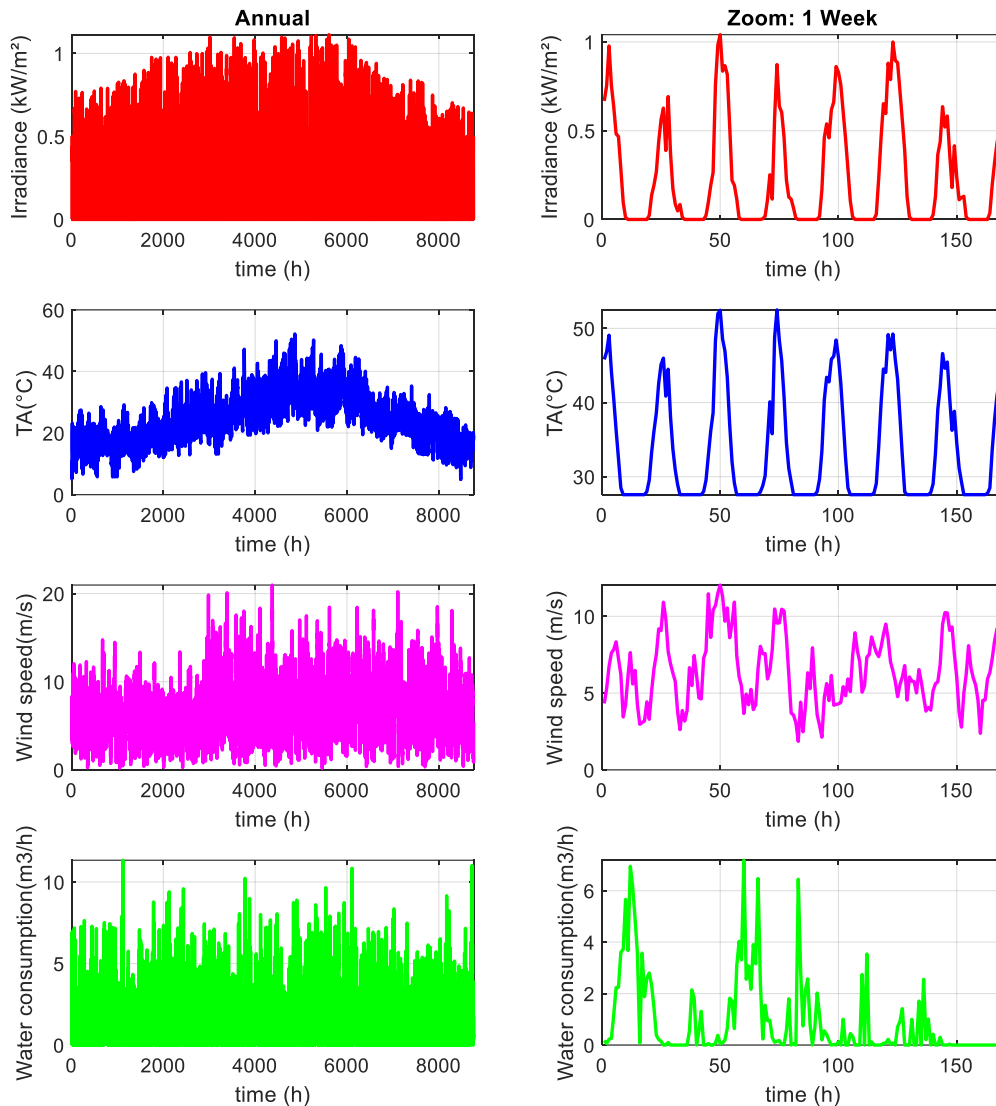 Annual
Zoom: 1 Week
Irradiance (kW/m²)
1
0.5
0
0 2000 4000 6000 8000
time (h)
Irradiance (kW/m²)
1
0.5
0
0 50 100 150
time (h)
TA(°C)
60
40
20
0
0 2000 4000 6000 8000
time (h)
TA(°C)
50
40
30
0 50 100 150
time (h)
Wind speed(m/s)
20
10
0
0 2000 4000 6000 8000
time (h)
Wind speed (m/s)
10
5
0
0 50 100 150
time (h)
Water consumption(m3/h)
10
5
0
0 2000 4000 6000 8000
time (h)
Water consumption(m3/h)
6
4
2
0
0 50 100 150
time (h)